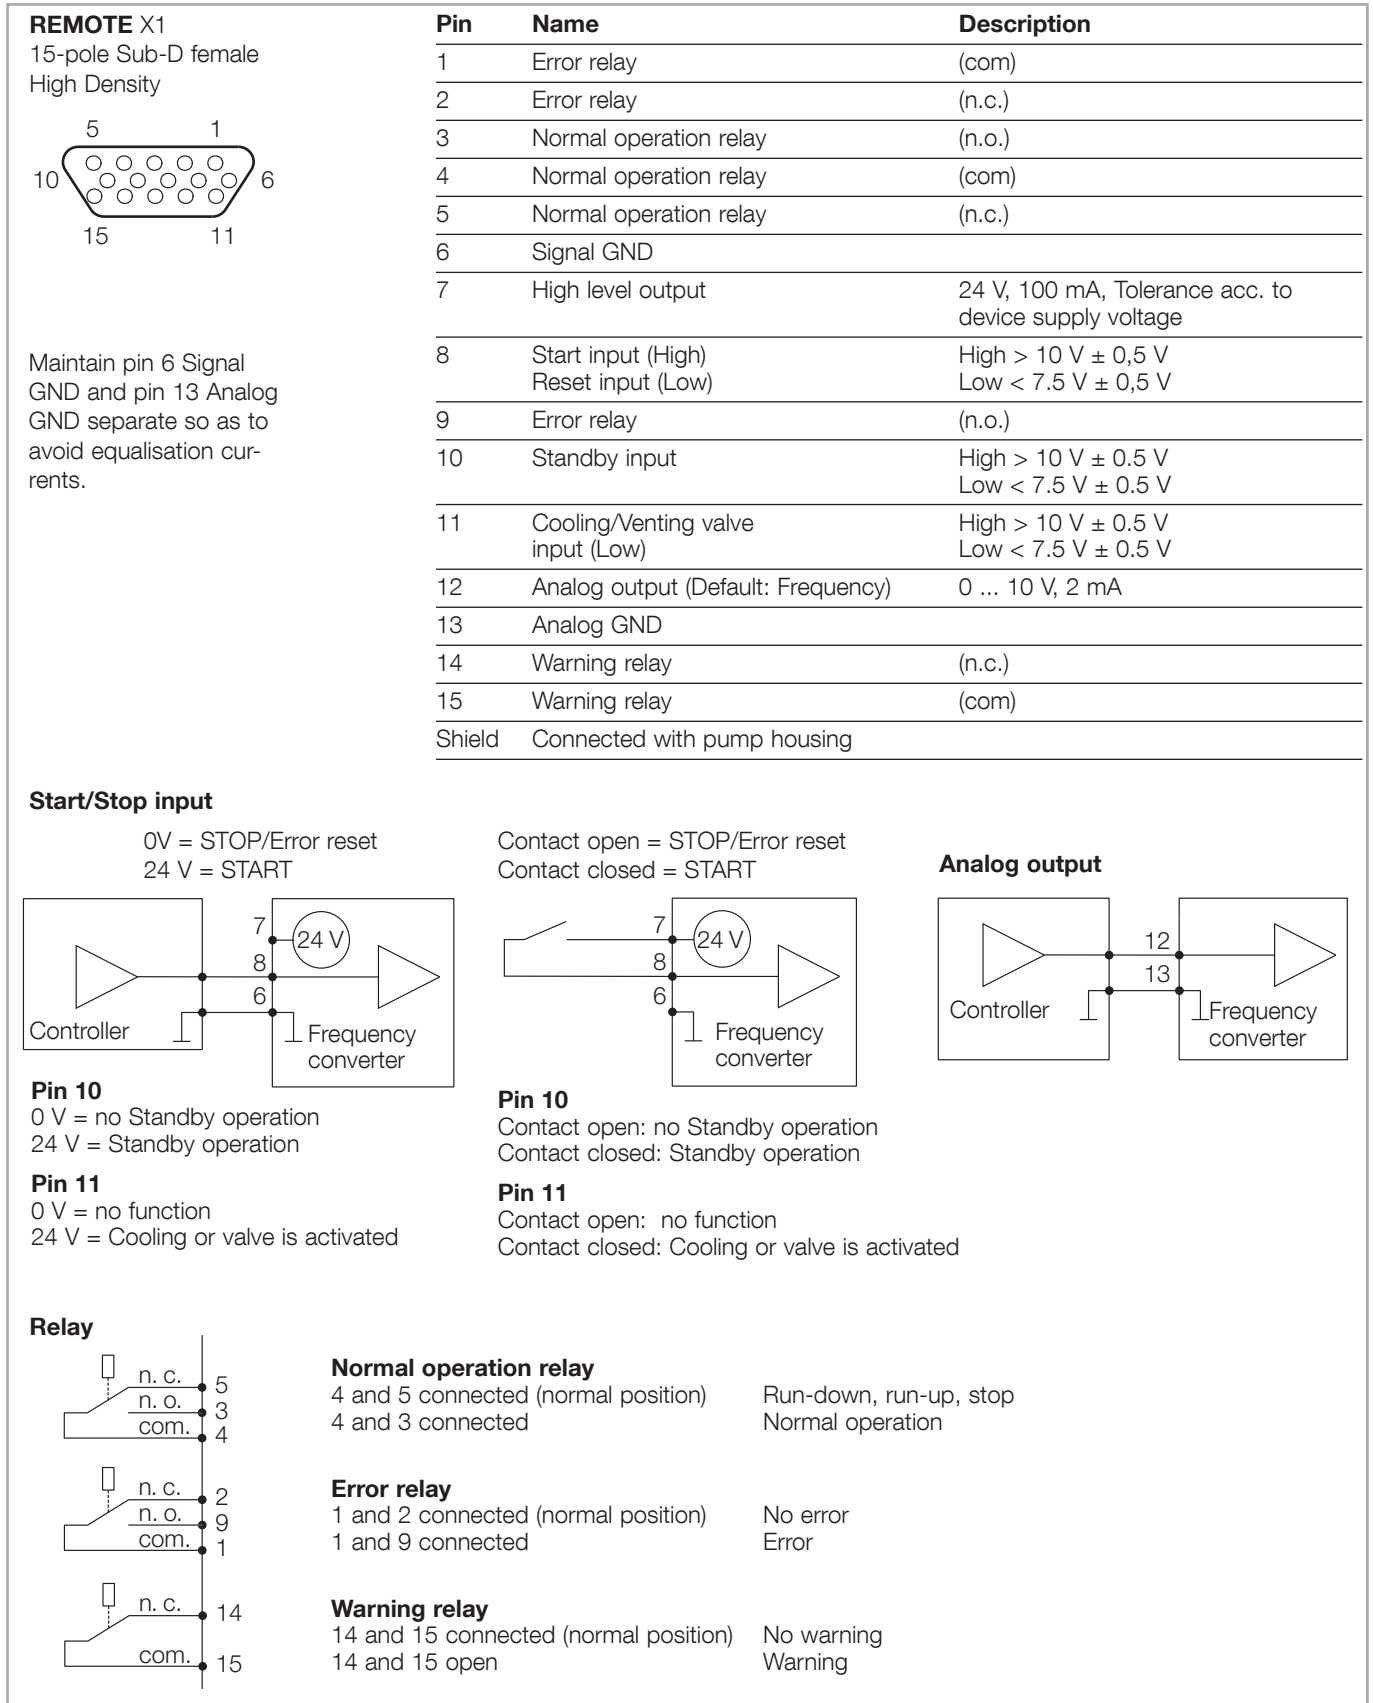 REMOTE X1
15-pole Sub-D female
High Density
5 1
10 6
15 11
Maintain pin 6 Signal
GND and pin 13 Analog
GND separate so as to
avoid equalisation cur-
rents.
Pin Name Description
1 Error relay (com)
2 Error relay (n.c.)
3 Normal operation relay (n.o.)
4 Normal operation relay (com)
5 Normal operation relay (n.c.)
6 Signal GND
7 High level output 24 V, 100 mA, Tolerance acc. to
device supply voltage
8 Start input (High) High > 10 V ± 0,5 V
Reset input (Low) Low < 7.5 V ± 0,5 V
9 Error relay (n.o.)
10 Standby input High > 10 V ± 0.5 V
Low < 7.5 V ± 0.5 V
11 Cooling/Venting valve High > 10 V ± 0.5 V
input (Low) Low < 7.5 V ± 0.5 V
12 Analog output (Default: Frequency) 0 ... 10 V, 2 mA
13 Analog GND
14 Warning relay (n.c.)
15 Warning relay (com)
Shield Connected with pump housing
Start/Stop input
0V = STOP/Error reset
24 V = START
7
24 V
8
6
Controller
Frequency
converter
Pin 10
0 V = no Standby operation
24 V = Standby operation
Pin 11
0 V = no function
24 V = Cooling or valve is activated
Contact open = STOP/Error reset
Contact closed = START
7
24 V
8
6
Frequency
converter
Pin 10
Contact open: no Standby operation
Contact closed: Standby operation
Pin 11
Contact open: no function
Contact closed: Cooling or valve is activated
Analog output
12
13
Controller
Frequency
converter
Relay
n. c. 5
n. o. 3
com. 4
Normal operation relay
4 and 5 connected (normal position) Run-down, run-up, stop
4 and 3 connected Normal operation
n. c. 2
n. o. 9
com. 1
Error relay
1 and 2 connected (normal position) No error
1 and 9 connected Error
n. c. 14
com. 15
Warning relay
14 and 15 connected (normal position) No warning
14 and 15 open Warning